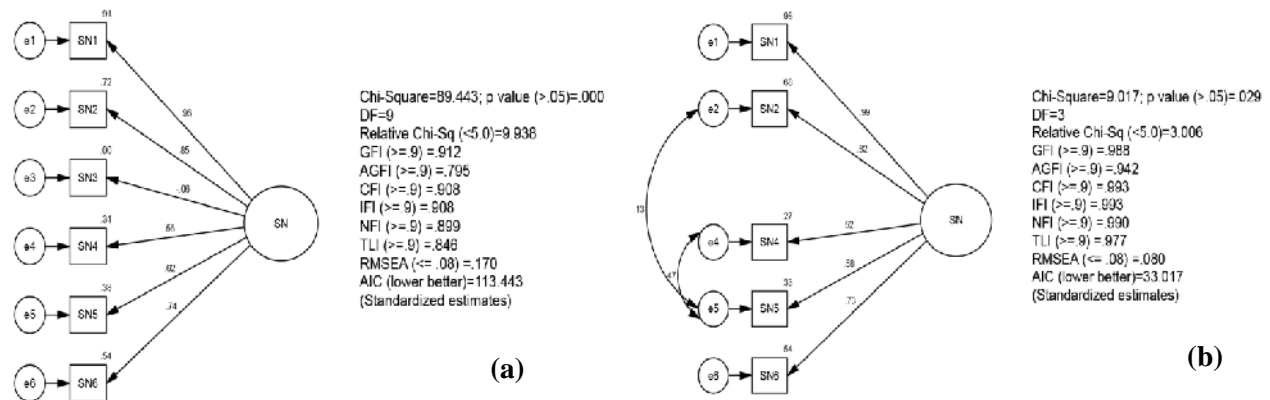 .91
e1 SN1
.72
e2 SN2
.00
e3 SN3
.31
e4 SN4
.38
e5 SN5
.54
e6 SN6
.96
.85
.56
.62
.74
SN
Chi-Square=89.443; p value (>.05)=.000
DF=9
Relative Chi-Sq (<5.0)=9.938
GFI (>=.9) =.912
AGFI (>=.9) =.795
CFI (>=.9) =.908
IFI (>=.9) =.908
NFI (>=.9) =.899
TLI (>=.9) =.846
RMSEA (<= .08) =.170
AIC (lower better)=113.443
(Standardized estimates)
(a)
e1 SN1
e2 SN2
.27
e4 SN4
.33
e5 SN5
.54
e6 SN6
.99
.82
.52
.58
.73
.13
.47
SN
Chi-Square=9.017; p value (>.05)=.029
DF=3
Relative Chi-Sq (<5.0)=3.006
GFI (>=.9) =.988
AGFI (>=.9) =.942
CFI (>=.9) =.993
IFI (>=.9) =.993
NFI (>=.9) =.990
TLI (>=.9) =.977
RMSEA (<= .08) =.080
AIC (lower better)=33.017
(Standardized estimates)
(b)